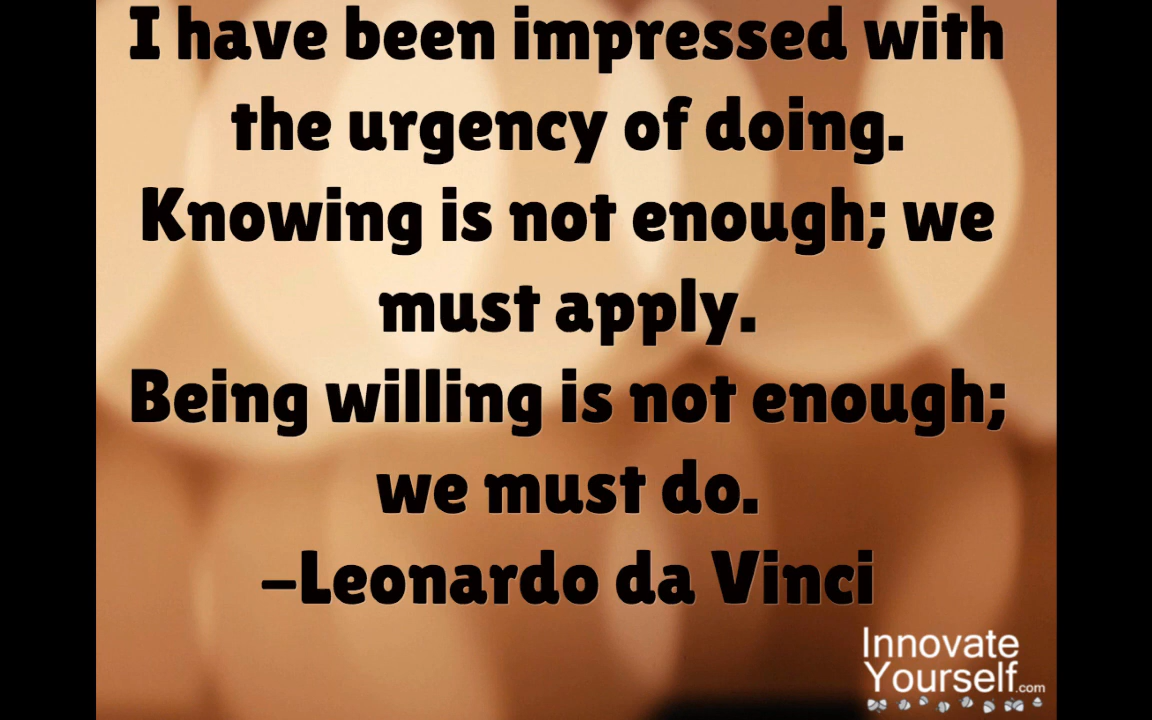 I have been impressed with
the urgency of doing.
Knowing is not enough; we
must apply.
Being willing is not enough;
we must do.
–Leonardo da Vinci
Innovate
Yourself.com